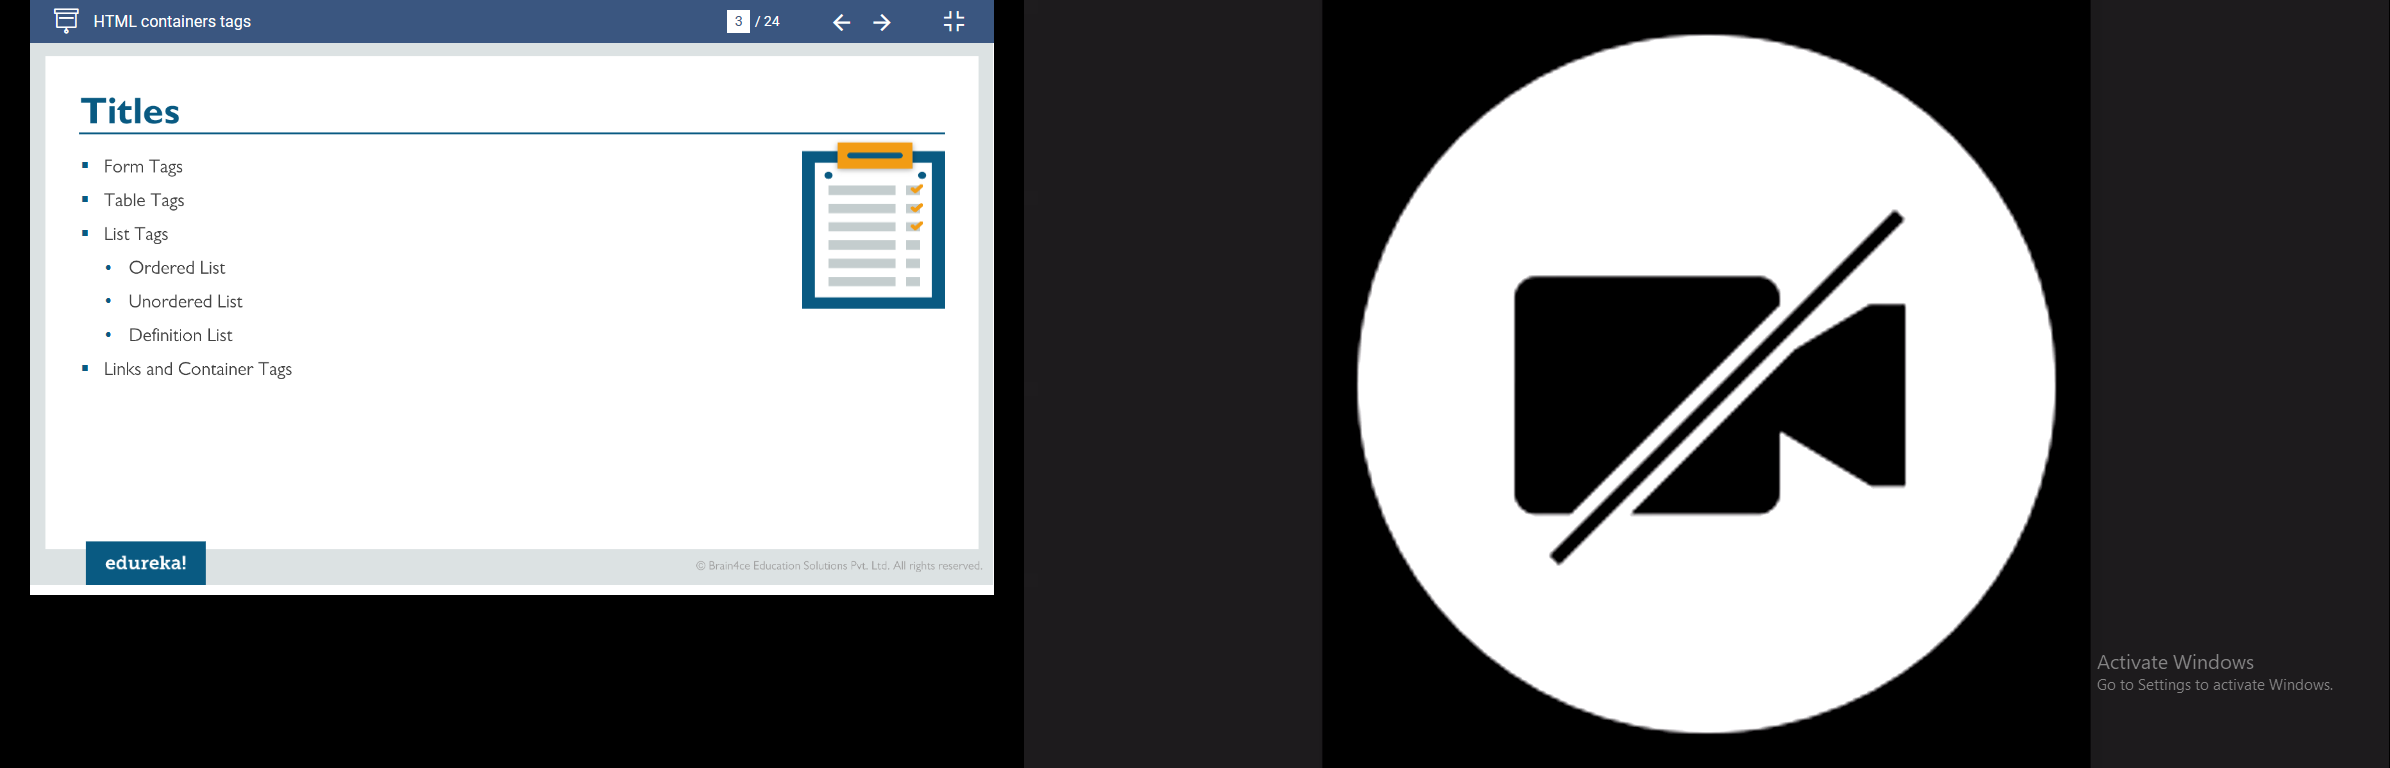 HTML containers tags
3 / 24
Titles
Form Tags
Table Tags
List Tags
Ordered List
Unordered List
Definition List
Links and Container Tags
edureka!
© Brain4ce Education Solutions Pvt. Ltd. All rights reserved.
Activate Windows
Go to Settings to activate Windows.